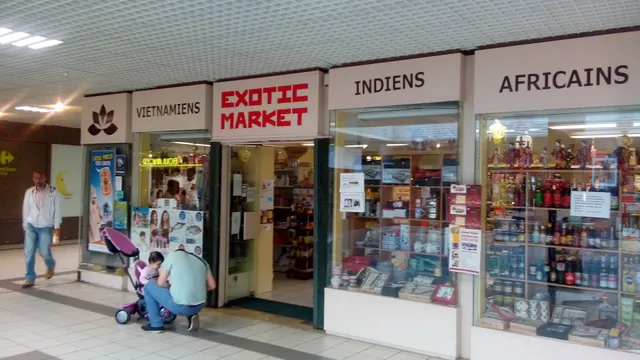 VIETNAMIENS
EXOTIC
MARKET
INDIENS
AFRICAINS